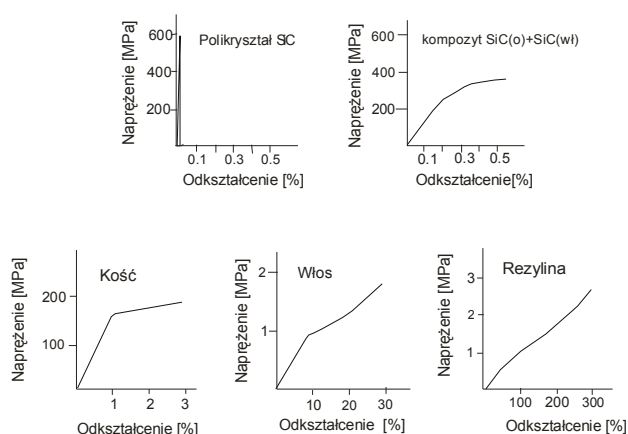 Polikryształ SiC
Naprężenie [MPa]
600
400
200
0.1 0.3 0.5
Odkształcenie [%]
kompozyt SiC(o)+SiC(wł)
Naprężenie [MPa]
600
400
200
0.1 0.3 0.5
Odkształcenie[%]
Kość
Naprężenie [MPa]
200
100
1 2 3
Odkształcenie [%]
Włos
Naprężenie [MPa]
2
1
10 20 30
Odkształcenie [%]
Rezylina
Naprężenie [MPa]
3
2
1
100 200 300
Odkształcenie [%]